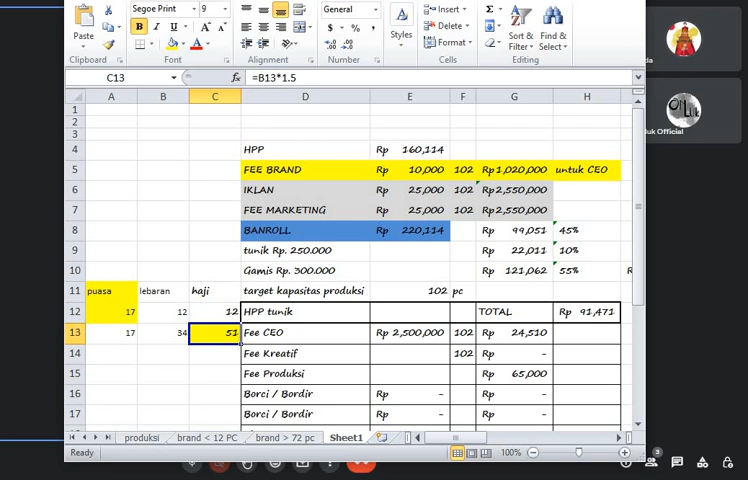 Segoe Print 9 Insert Σ
Paste B I U $ % , Styles Delete Sort & Filter Find & Select
Format
Clipboard Font Alignment Number Cells Editing
C13 fx =B13*1.5
A B C D E F G H
1
2
3
4 HPP Rp 160,114
5 FEE BRAND Rp 10,000 102 Rp1,020,000 untuk CEO
6 IKLAN Rp 25,000 102 Rp2,550,000
7 FEE MARKETING Rp 25,000 102 Rp2,550,000
8 BANROLL Rp 220,114 Rp 99,051 45%
9 tunik Rp. 250.000 Rp 22,011 10%
10 Gamis Rp. 300.000 Rp 121,062 55% R
11 puasa lebaran haji target kapasitas produksi 102 pc
12 17 12 12 HPP tunik TOTAL Rp 91,471
13 17 34 51 Fee CEO Rp 2,500,000 102 Rp 24,510
14 Fee Kreatif 102 Rp -
15 Fee Produksi Rp 65,000
16 Borci / Bordir Rp - Rp -
17 Borci / Bordir Rp - Rp -
produksi brand < 12 PC brand > 72 pc Sheet1
Ready 100%
da
uk Official
3